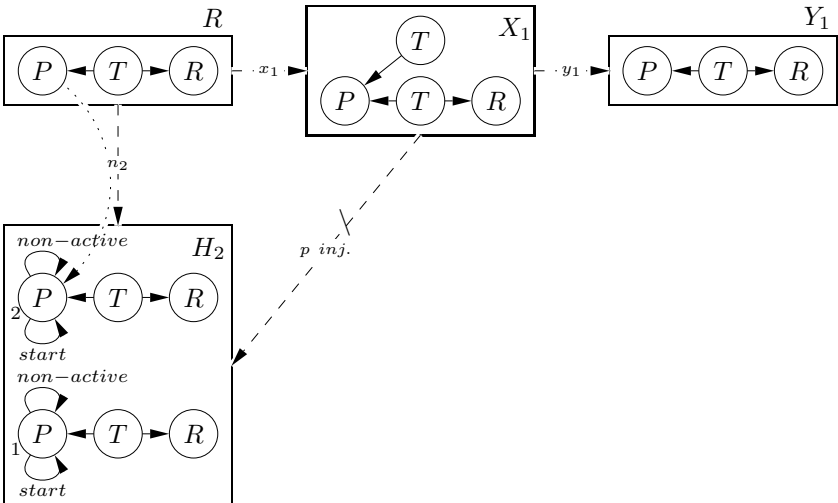 R
X₁
Y₁
T
P T R
x₁
y₁
P T R
P T R
n₂
non−active
H₂
p inj.
P T R
2
start
non−active
P T R
1
start